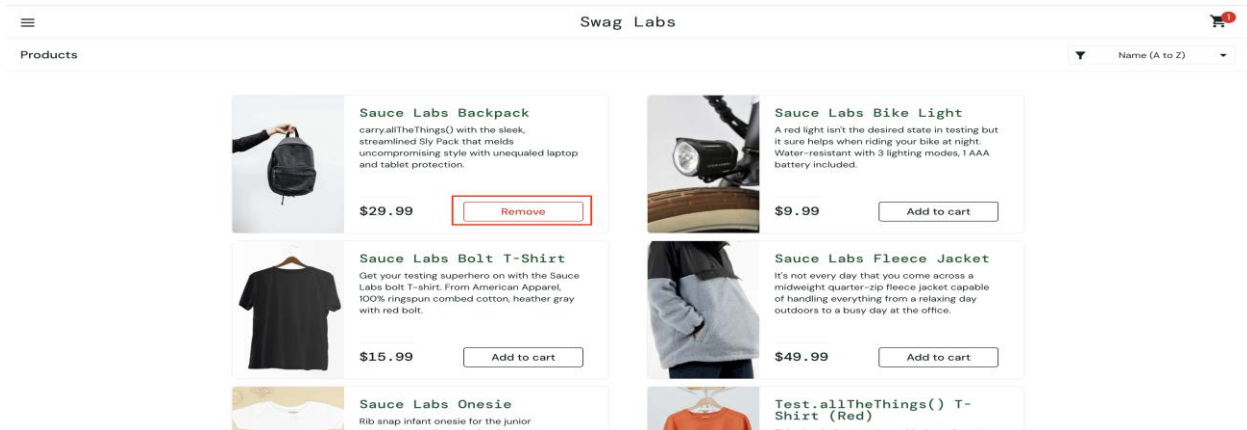 Swag Labs
1
Products
Name (A to Z)
Sauce Labs Backpack
carry.allTheThings() with the sleek,
streamlined Sly Pack that melds
uncompromising style with unequaled laptop
and tablet protection.
$29.99
Remove
Sauce Labs Bike Light
A red light isn't the desired state in testing but
it sure helps when riding your bike at night.
Water-resistant with 3 lighting modes, 1 AAA
battery included.
$9.99
Add to cart
Sauce Labs Bolt T-Shirt
Get your testing superhero on with the Sauce
Labs bolt T-shirt. From American Apparel,
100% ringspun combed cotton, heather gray
with red bolt.
$15.99
Add to cart
Sauce Labs Fleece Jacket
It's not every day that you come across a
midweight quarter-zip fleece jacket capable
of handling everything from a relaxing day
outdoors to a busy day at the office.
$49.99
Add to cart
Sauce Labs Onesie
Rib snap infant onesie for the junior
Test.allTheThings() T-
Shirt (Red)